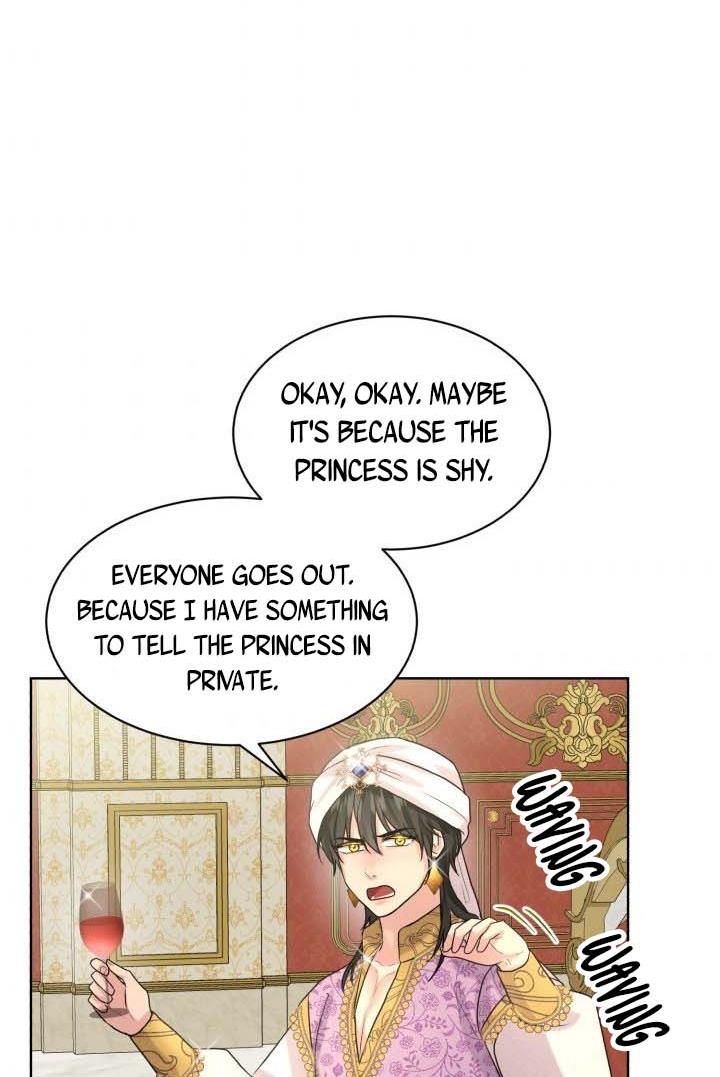 OKAY, OKAY. MAYBE
IT'S BECAUSE THE
PRINCESS IS SHY.
EVERYONE GOES OUT.
BECAUSE I HAVE SOMETHING
TO TELL THE PRINCESS IN
PRIVATE.
WAVING
WAVING